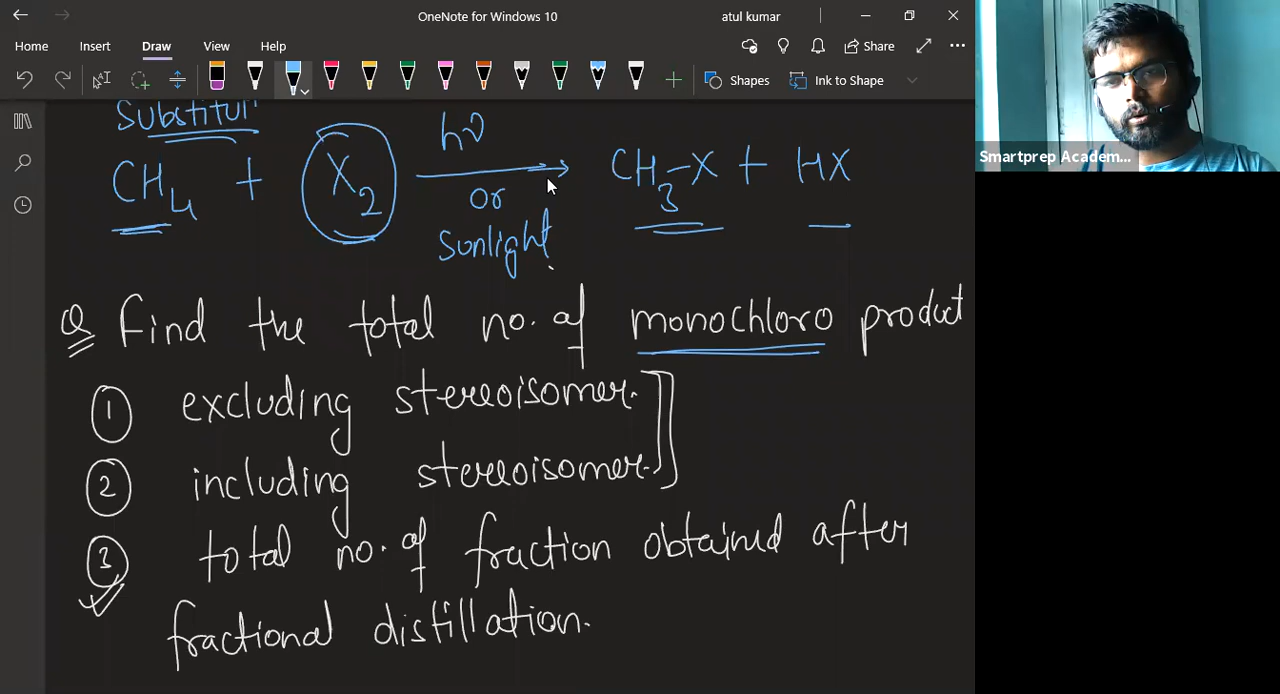 OneNote for Windows 10
atul kumar
Home Insert Draw View Help
Share
Shapes
Ink to Shape
CH4 + X2 hν or sunlight → CH3-X + HX
Smartprep Academ...
Q Find the total no. of monochloro product
1 excluding stereoisomer.
2 including stereoisomer.
3 total no. of fraction obtained after
fractional distillation.